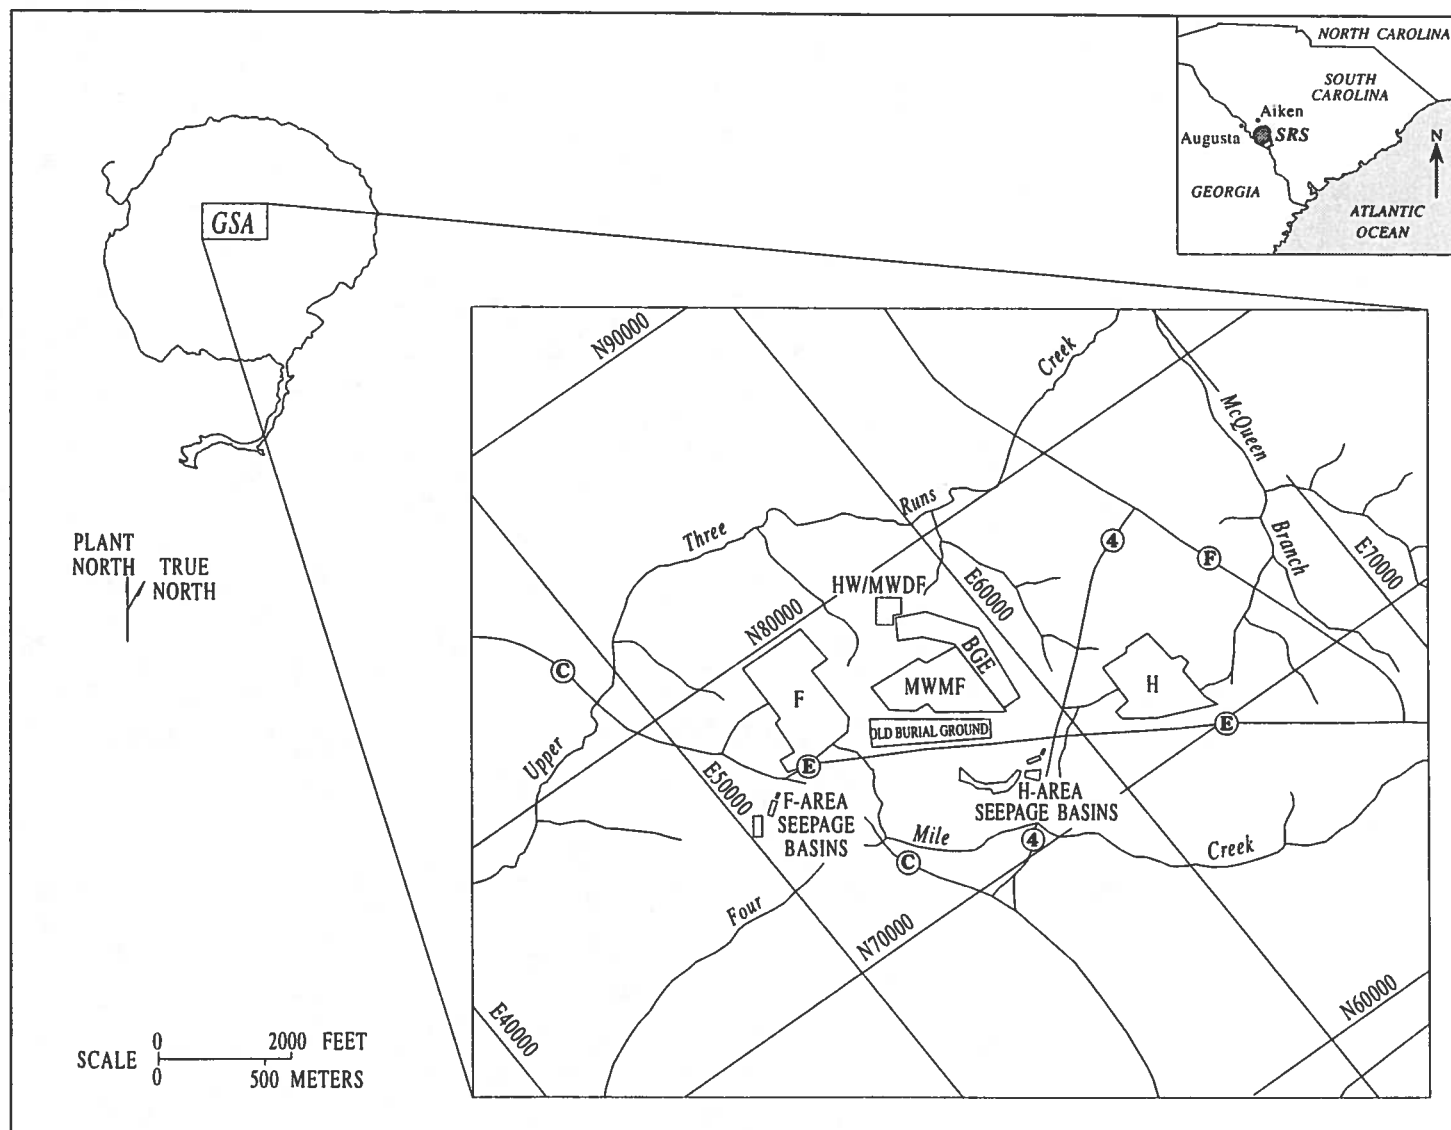 NORTH CAROLINA
SOUTH
CAROLINA
Aiken
Augusta
SRS
N
GEORGIA
ATLANTIC
OCEAN
GSA
N90000
Creek
McQueen
Runs
Three
PLANT
NORTH
TRUE
NORTH
4
F
Branch
E70000
HW/MWDF
E60000
N80000
C
BGE
F
MWMF
H
OLD BURIAL GROUND
E
Upper
E
E50000
F-AREA
SEEPAGE
BASINS
H-AREA
SEEPAGE BASINS
Mile
4
Creek
C
Four
N70000
N60000
E40000
SCALE
0
2000 FEET
0
500 METERS